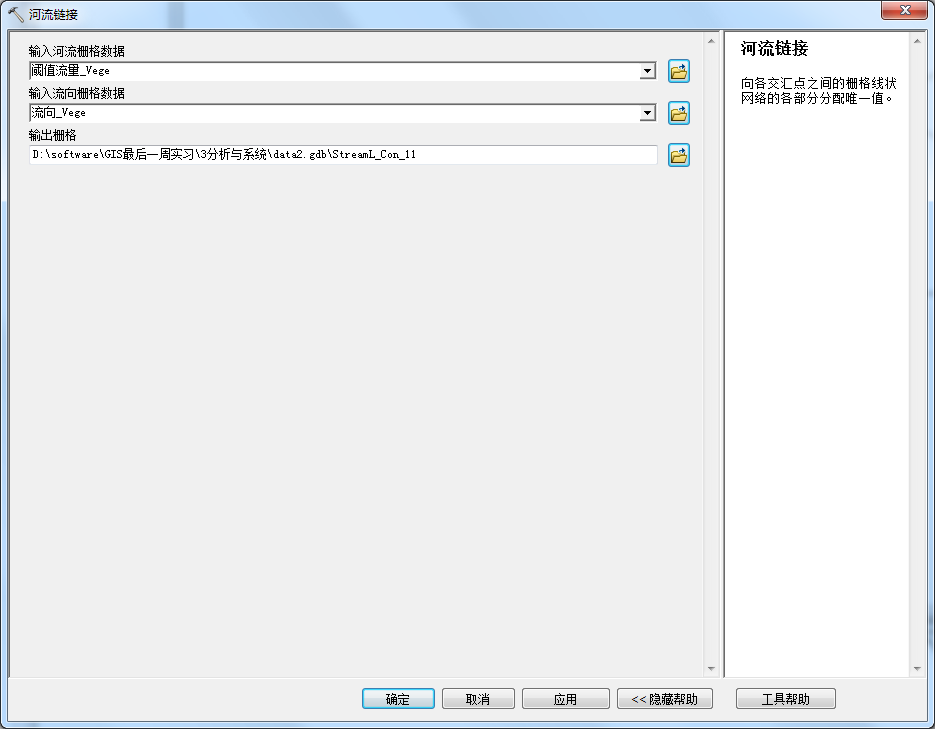 河流链接
输入河流栅格数据
阈值流量_Vege
输入流向栅格数据
流向_Vege
输出栅格
D:\software\GIS最后一周实习\3分析与系统\data2.gdb\StreamL_Con_11
河流链接
向各交汇点之间的栅格线状
网络的各部分分配唯一值。
确定
取消
应用
<< 隐藏帮助
工具帮助